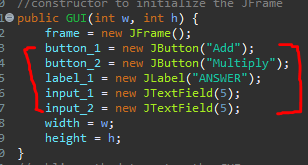 //constructor to initialize the JFrame
public GUI(int w, int h) {
frame = new JFrame();
button_1 = new JButton("Add");
button_2 = new JButton("Multiply");
label_1 = new JLabel("ANSWER");
input_1 = new JTextField(5);
input_2 = new JTextField(5);
width = w;
height = h;
}